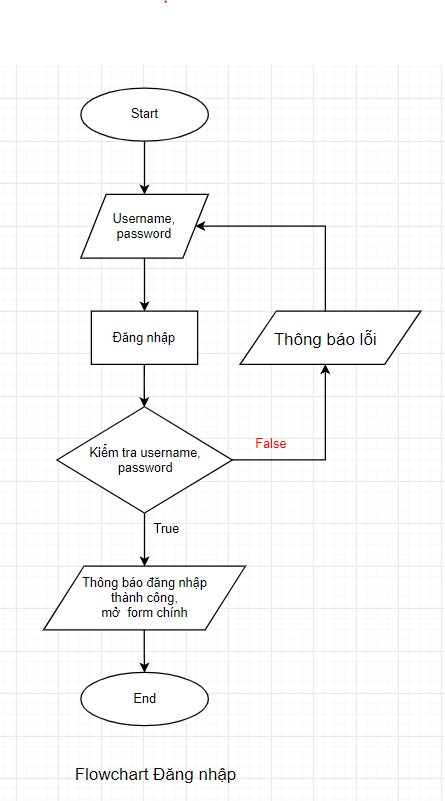 Start
Username,
password
Đăng nhập
Thông báo lỗi
Kiểm tra username,
password
False
True
Thông báo đăng nhập
thành công,
mở form chính
End
Flowchart Đăng nhập